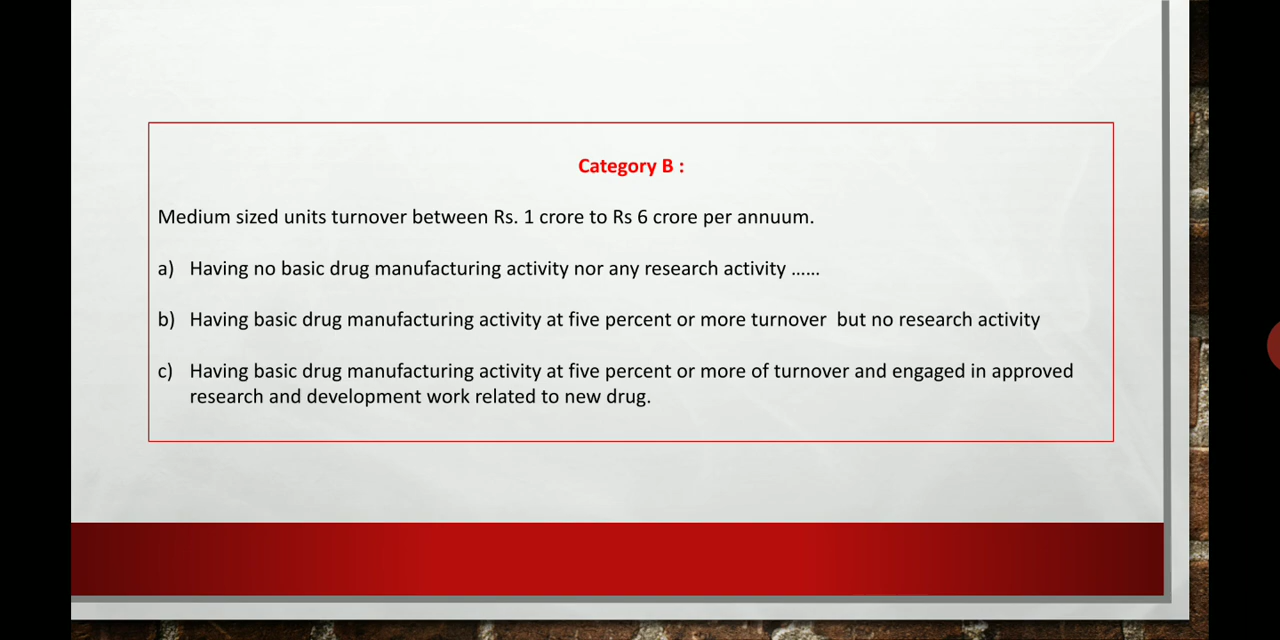 Category B :
Medium sized units turnover between Rs. 1 crore to Rs 6 crore per annuum.
a) Having no basic drug manufacturing activity nor any research activity ......
b) Having basic drug manufacturing activity at five percent or more turnover  but no research activity
c) Having basic drug manufacturing activity at five percent or more of turnover and engaged in approved
research and development work related to new drug.